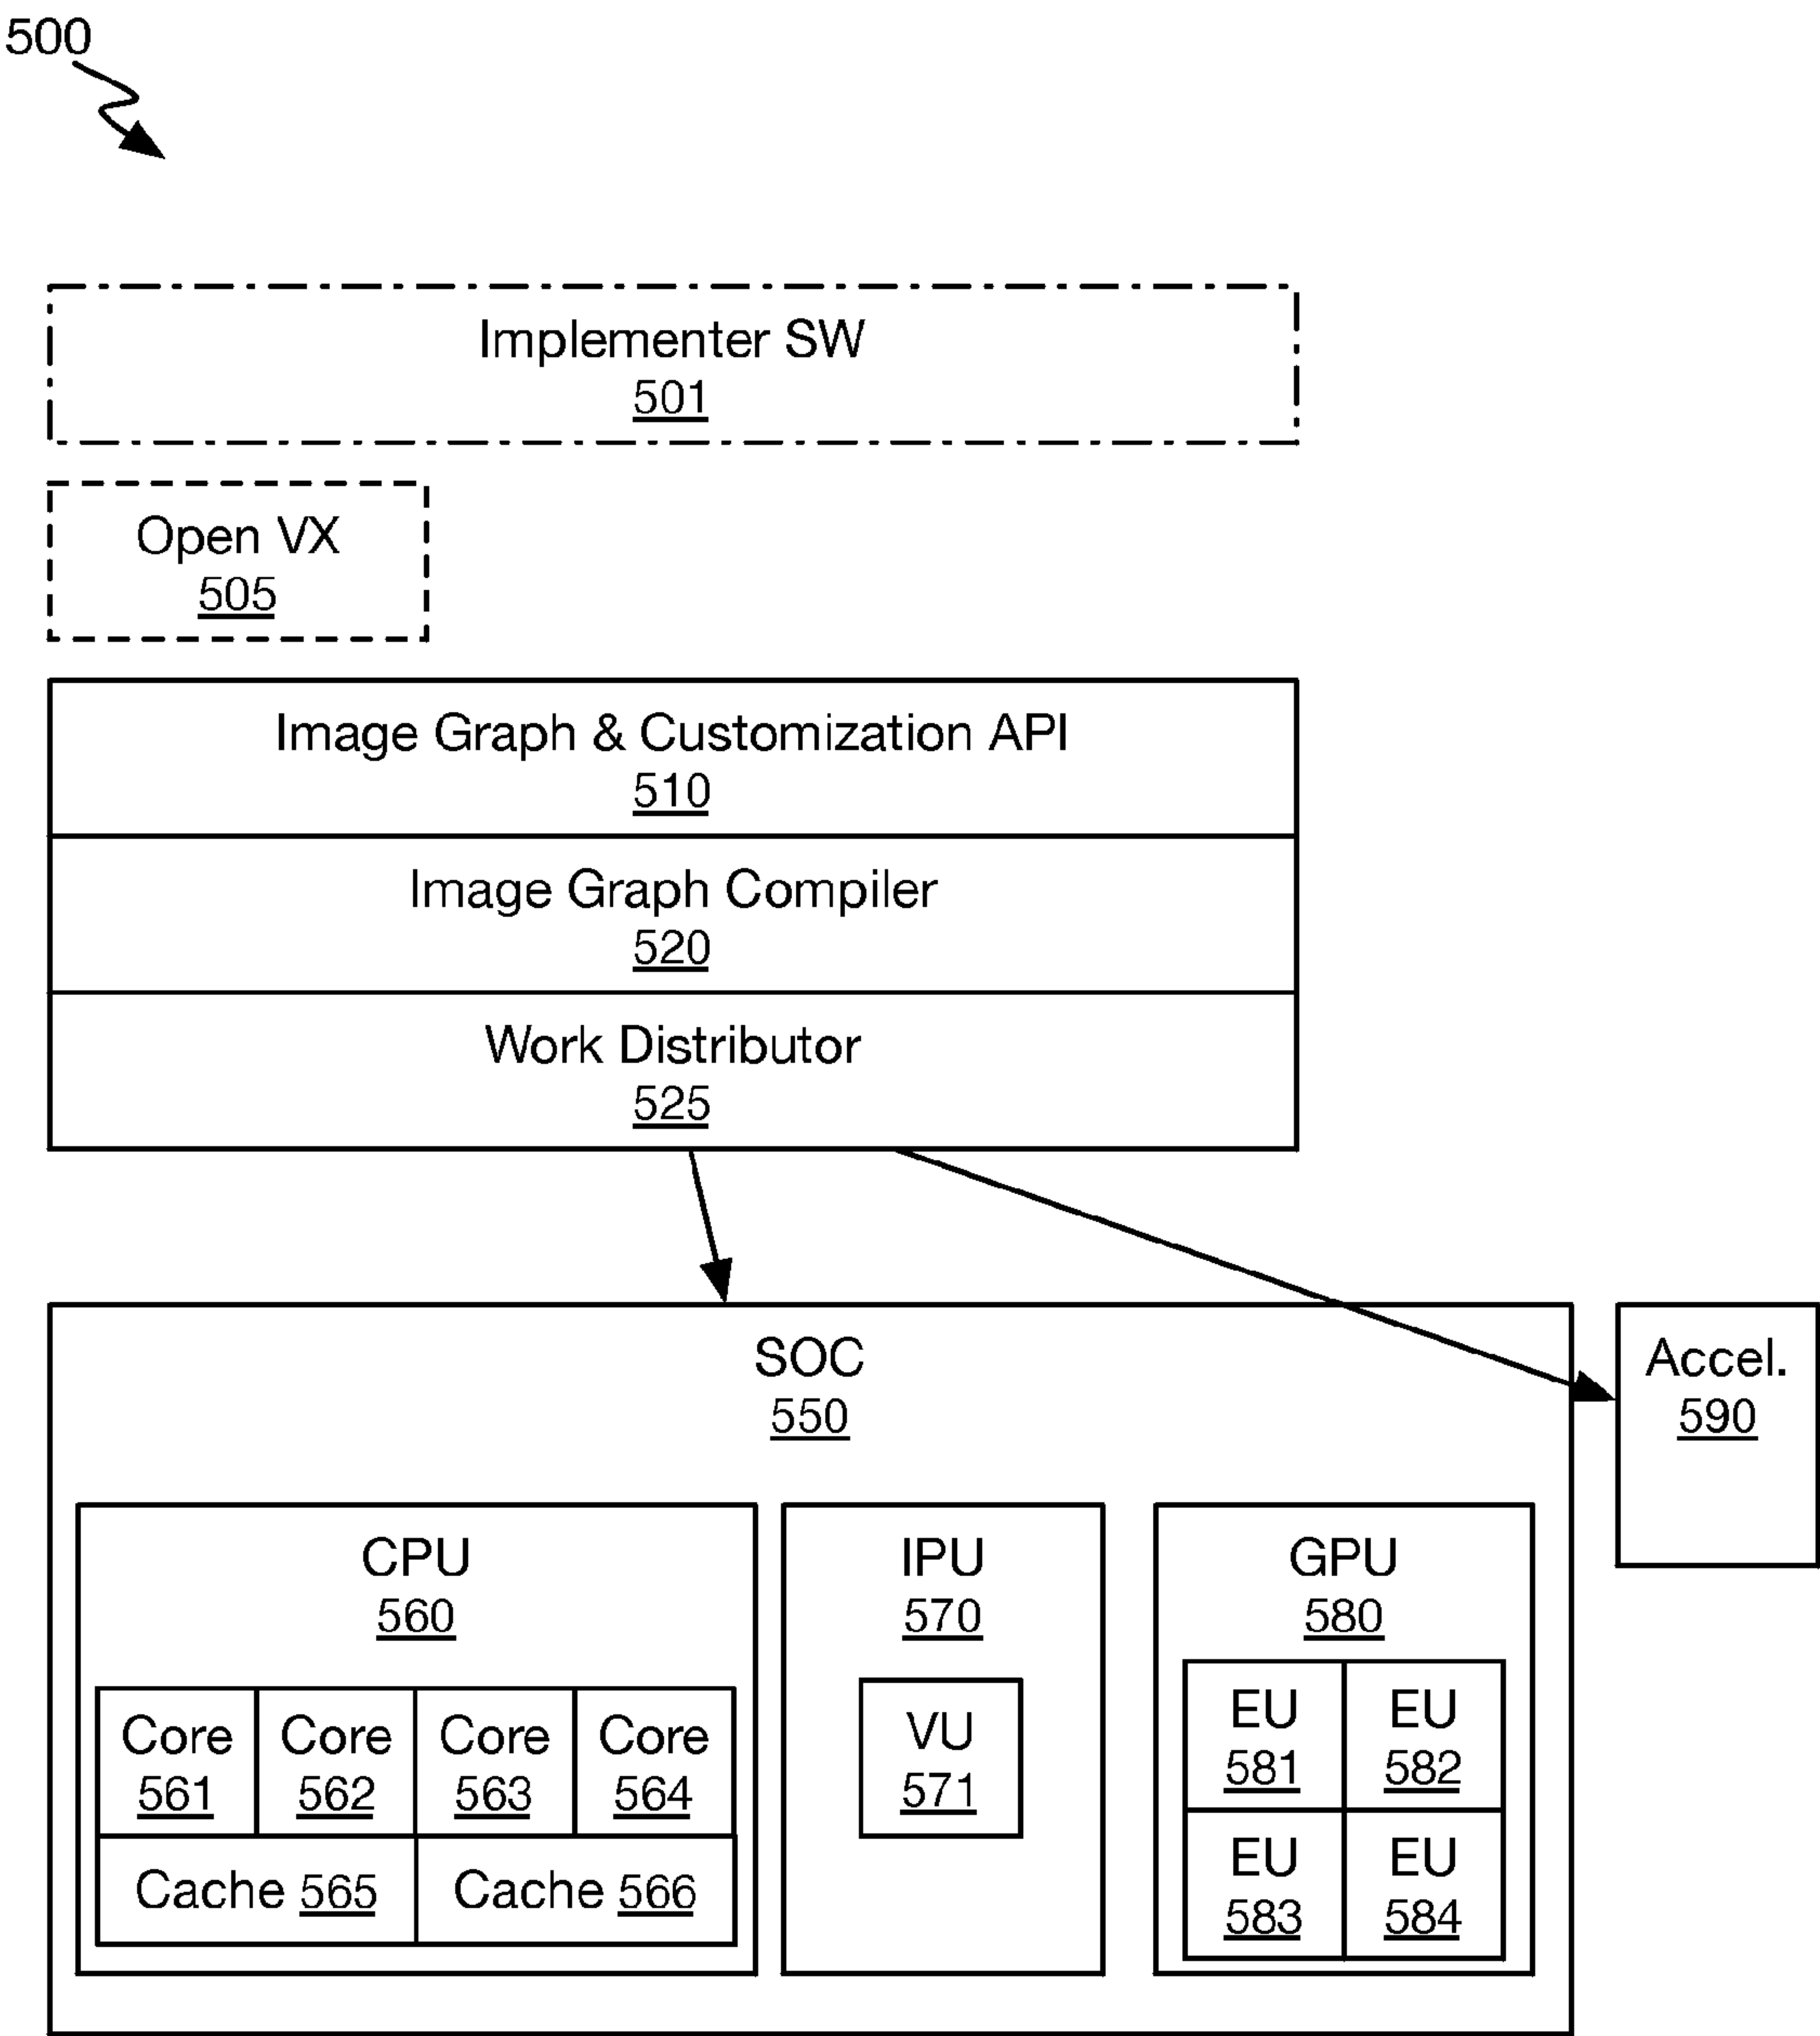 500
Implementer SW
501
Open VX
505
Image Graph & Customization API
510
Image Graph Compiler
520
Work Distributor
525
SOC
550
Accel.
590
CPU
560
IPU
570
GPU
580
Core
561
Core
562
Core
563
Core
564
Cache 565
Cache 566
VU
571
EU
581
EU
582
EU
583
EU
584